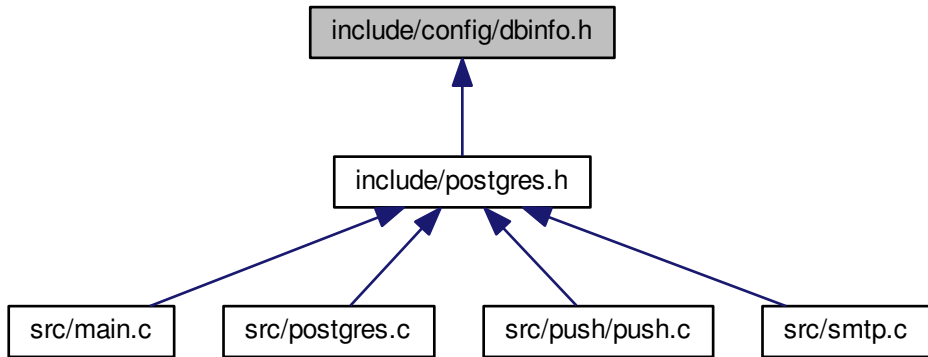 include/config/dbinfo.h
include/postgres.h
src/main.c
src/postgres.c
src/push/push.c
src/smtp.c